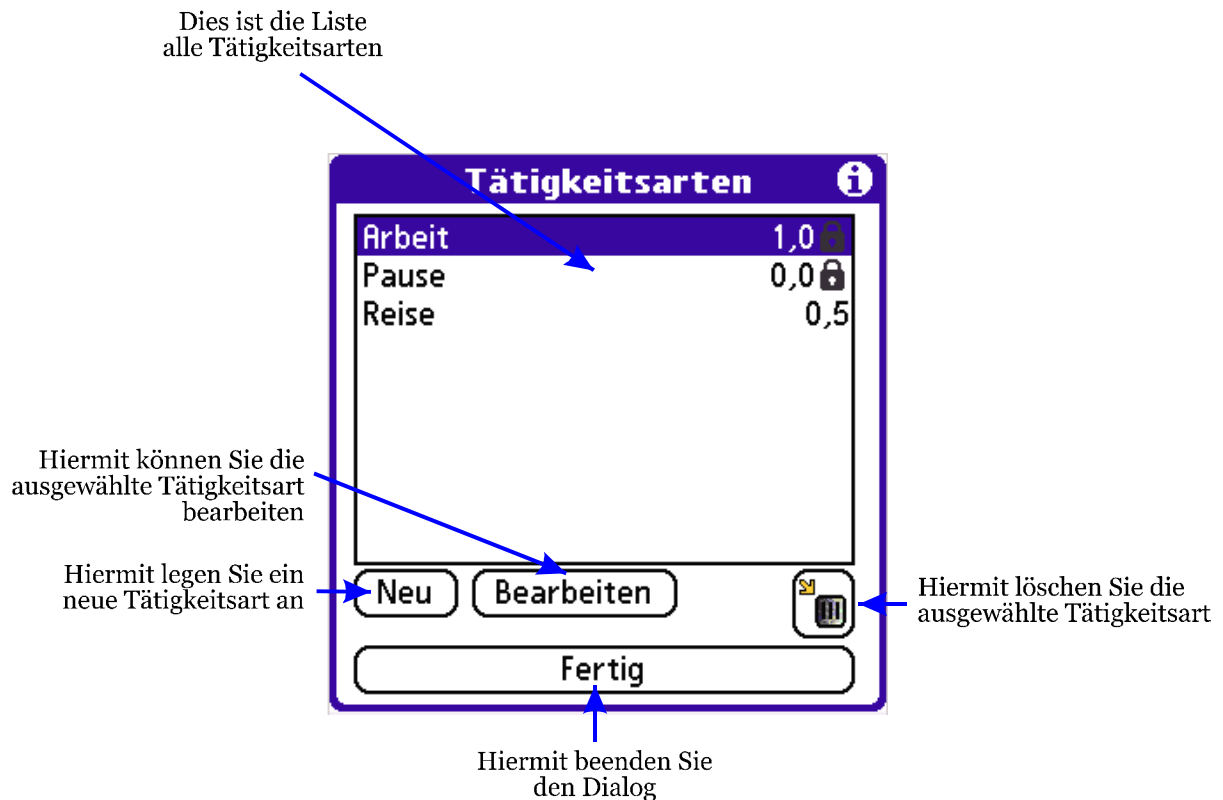 Dies ist die Liste
alle Tätigkeitsarten
Tätigkeitsarten
Arbeit 1,0
Pause 0,0
Reise 0,5
Hiermit können Sie die
ausgewählte Tätigkeitsart
bearbeiten
Hiermit legen Sie ein
neue Tätigkeitsart an
Neu Bearbeiten
Hiermit löschen Sie die
ausgewählte Tätigkeitsart
Fertig
Hiermit beenden Sie
den Dialog